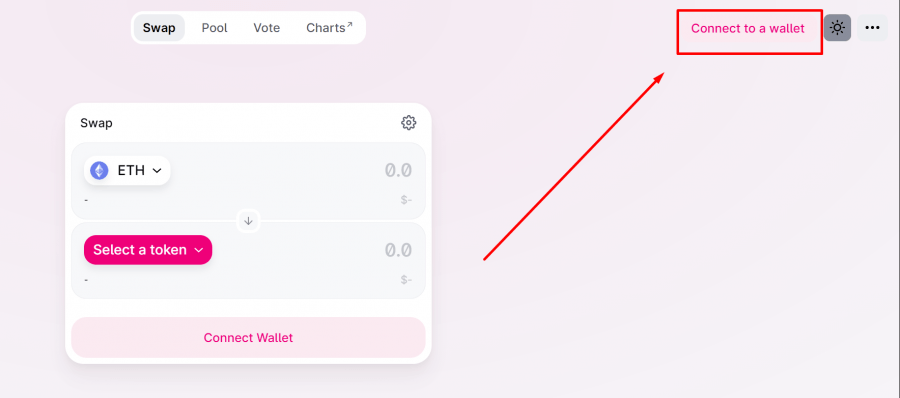 Swap Pool Vote Charts↗ Connect to a wallet
Swap
ETH 0.0
- $-
Select a token 0.0
- $-
Connect Wallet